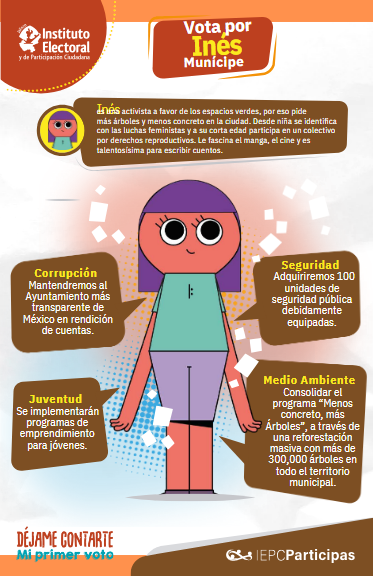 Instituto
Electoral
y de Participación Ciudadana
Vota por
Inés
Munícipe
Inés
es una activista a favor de los espacios verdes, por eso pide
más árboles y menos concreto en la ciudad. Desde niña se identifica
con las luchas feministas y a su corta edad participa en un colectivo
por derechos reproductivos. Le fascina el manga, el cine y es
talentosísima para escribir cuentos.
Corrupción
Mantendremos al
Ayuntamiento más
transparente de
México en rendición
de cuentas.
Seguridad
Adquiriremos 100
unidades de
seguridad pública
debidamente
equipadas.
Juventud
Se implementarán
programas de
emprendimiento
para jóvenes.
Medio Ambiente
Consolidar el
programa “Menos
concreto, más
Árboles”, a través de
una reforestación
masiva con más de
300,000 árboles en
todo el territorio
municipal.
DÉJAME CONTARTE
Mi primer voto
IEPCParticipas